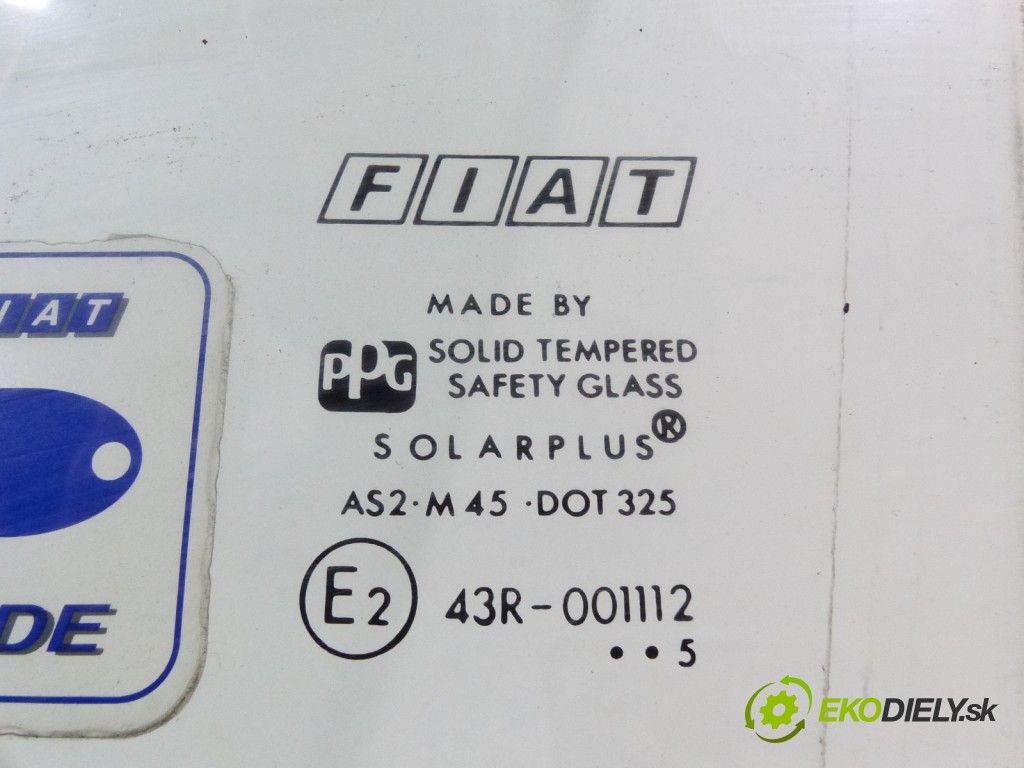 FIAT
MADE BY
PPG SOLID TEMPERED
SAFETY GLASS
SOLARPLUS®
AS2·M45 ·DOT 325
E2 43R-001112
••5
IAT
DE
EKODIELY.sk